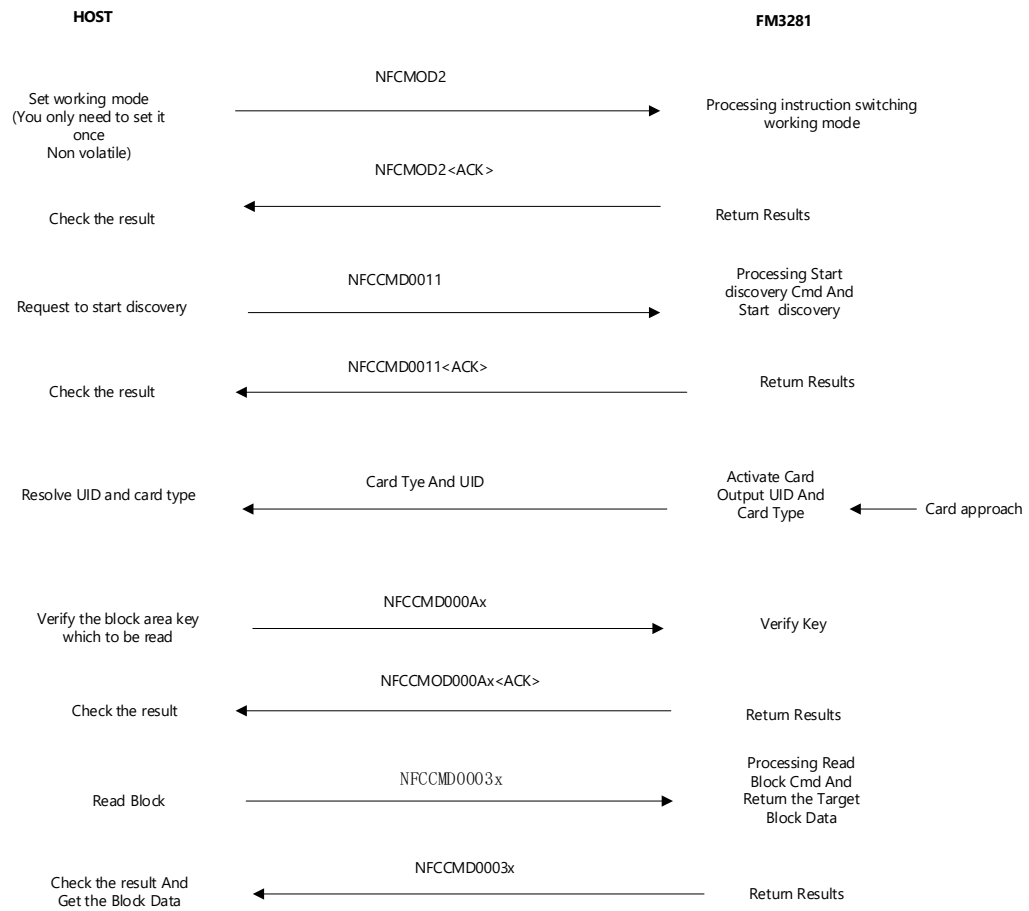 HOST
FM3281
NFCMOD2
Set working mode
(You only need to set it
once
Non volatile)
Processing instruction switching
working mode
NFCMOD2<ACK>
Check the result
Return Results
NFCCMD0011
Request to start discovery
Processing Start
discovery Cmd And
Start discovery
NFCCMD0011<ACK>
Check the result
Return Results
Card Tye And UID
Resolve UID and card type
Activate Card
Output UID And
Card Type
Card approach
NFCCMD000Ax
Verify the block area key
which to be read
Verify Key
NFCCMOD000Ax<ACK>
Check the result
Return Results
NFCCMD0003x
Read Block
Processing Read
Block Cmd And
Return the Target
Block Data
NFCCMD0003x
Check the result And
Get the Block Data
Return Results